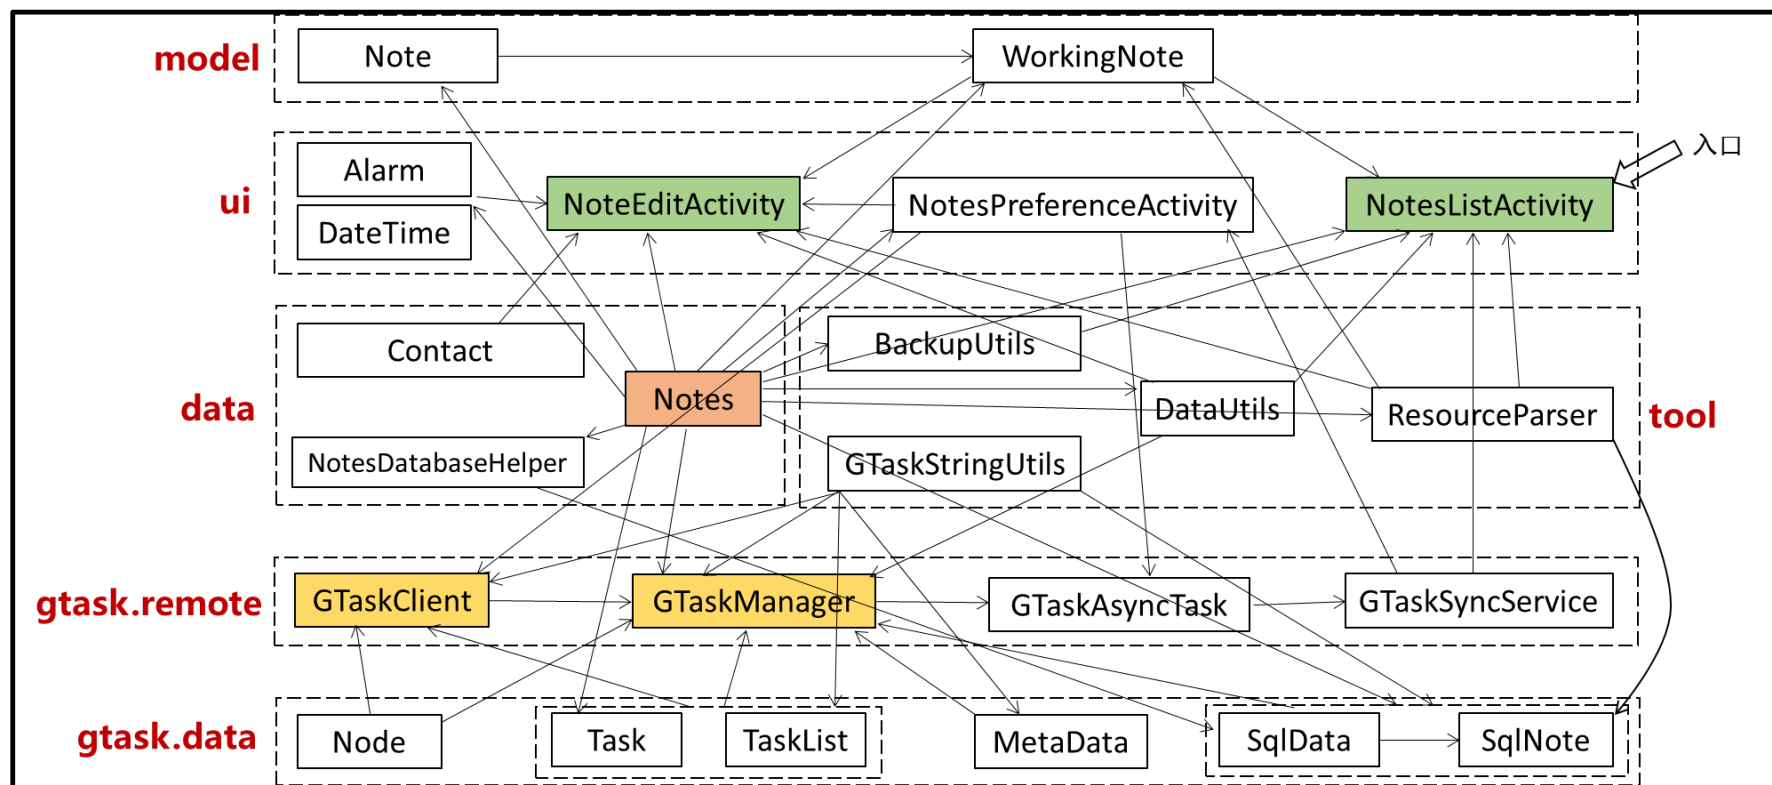 model
Note
WorkingNote
入口
ui
Alarm
DateTime
NoteEditActivity
NotesPreferenceActivity
NotesListActivity
data
Contact
Notes
NotesDatabaseHelper
BackupUtils
DataUtils
ResourceParser
GTaskStringUtils
tool
gtask.remote
GTaskClient
GTaskManager
GTaskAsyncTask
GTaskSyncService
gtask.data
Node
Task
TaskList
MetaData
SqlData
SqlNote